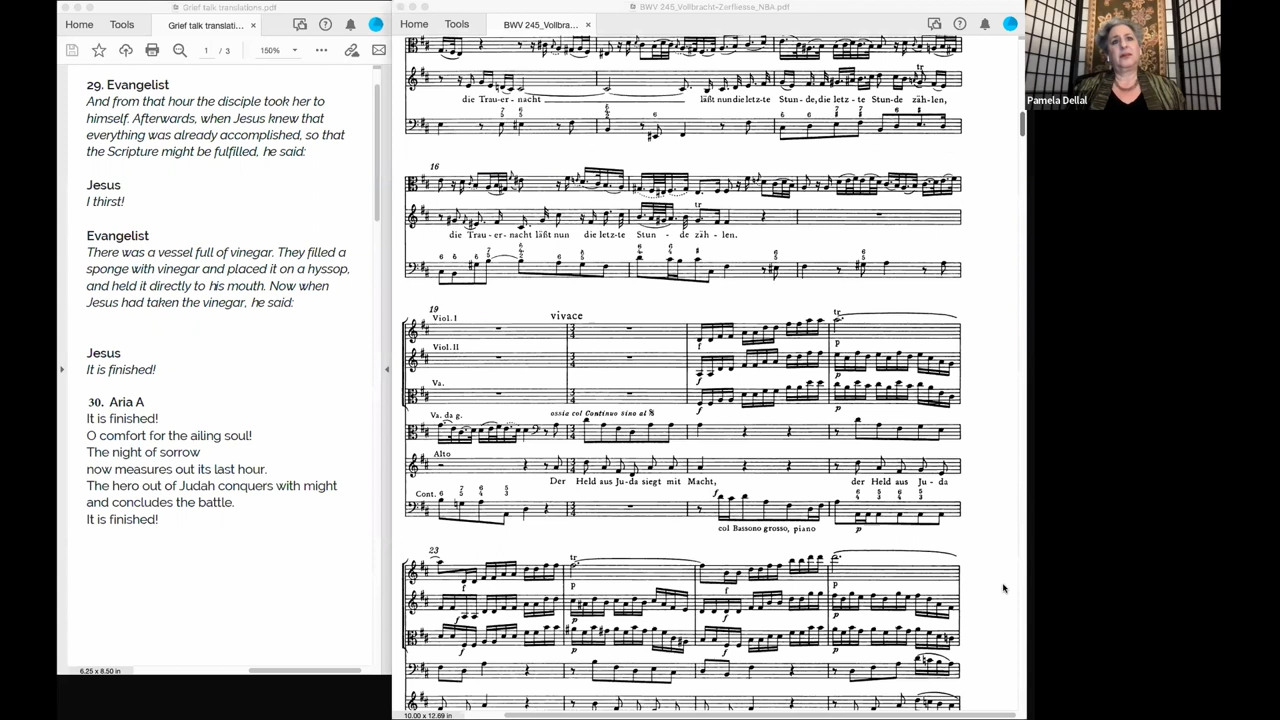 Grief talk translations.pdf
Home
Tools
Grief talk translati...
×
1 / 3
150%
29. Evangelist
And from that hour the disciple took her to
himself. Afterwards, when Jesus knew that
everything was already accomplished, so that
the Scripture might be fulfilled, he said:
Jesus
I thirst!
Evangelist
There was a vessel full of vinegar. They filled a
sponge with vinegar and placed it on a hyssop,
and held it directly to his mouth. Now when
Jesus had taken the vinegar, he said:
Jesus
It is finished!
30. Aria A
It is finished!
O comfort for the ailing soul!
The night of sorrow
now measures out its last hour.
The hero out of Judah conquers with might
and concludes the battle.
It is finished!
6.25 x 8.50 in
BWV 245_Vollbracht-Zerfliesse_NBA.pdf
Home
Tools
BWV 245_Vollbra...
×
tr
die Trau-er-nacht läßt nun die letz-te Stun-de, die letz-te Stun-de zäh-len,
16
tr
die Trau-er-nacht läßt nun die letz-te Stun-de zäh-len.
19
Viol. I
vivace
tr
f
p
Viol. II
f
p
Va.
f
p
Va. da g.
ossia col Continuo sino al
Alto
Der Held aus Ju-da siegt mit Macht, der Held aus Ju-da
Cont.
f
col Bassono grosso, piano
p
23
tr
f
p
f
p
f
p
f
p
f
p
f
p
10.00 x 12.69 in
Pamela Dellal